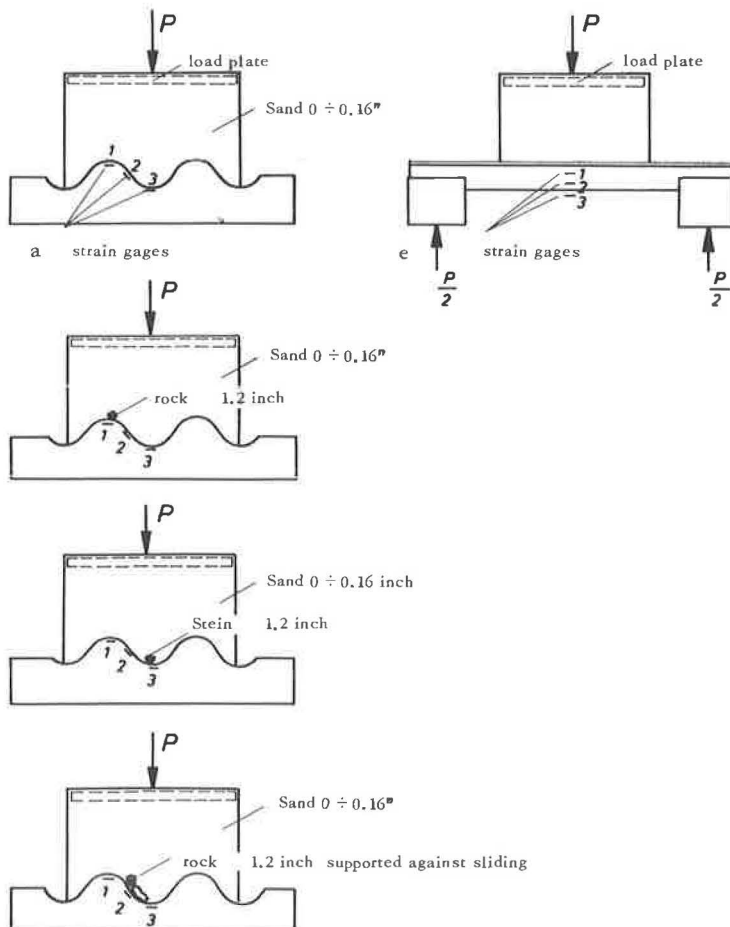 P
load plate
Sand 0 ÷ 0.16"
1
2
3
a strain gages
P
load plate
1
2
3
e strain gages
P/2
P/2
P
Sand 0 ÷ 0.16"
rock 1.2 inch
1
2
3
P
Sand 0 ÷ 0.16 inch
Stein 1.2 inch
1
2
3
P
Sand 0 ÷ 0.16"
rock 1.2 inch supported against sliding
1
2
3